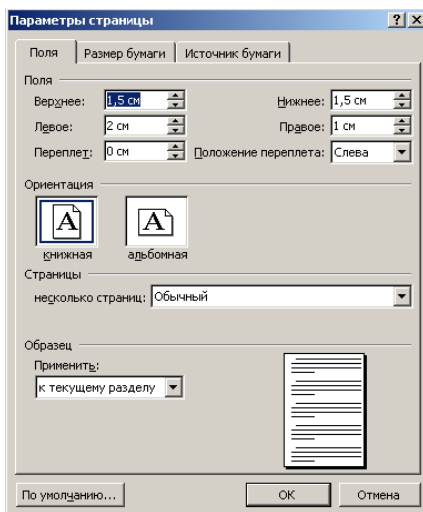 Параметры страницы
Поля Размер бумаги Источник бумаги
Поля
Верхнее: 1,5 см Нижнее: 1,5 см
Левое: 2 см Правое: 1 см
Переплет: 0 см Положение переплета: Слева
Ориентация
A A
книжная альбомная
Страницы
несколько страниц: Обычный
Образец
Применить:
к текущему разделу
По умолчанию... ОК Отмена